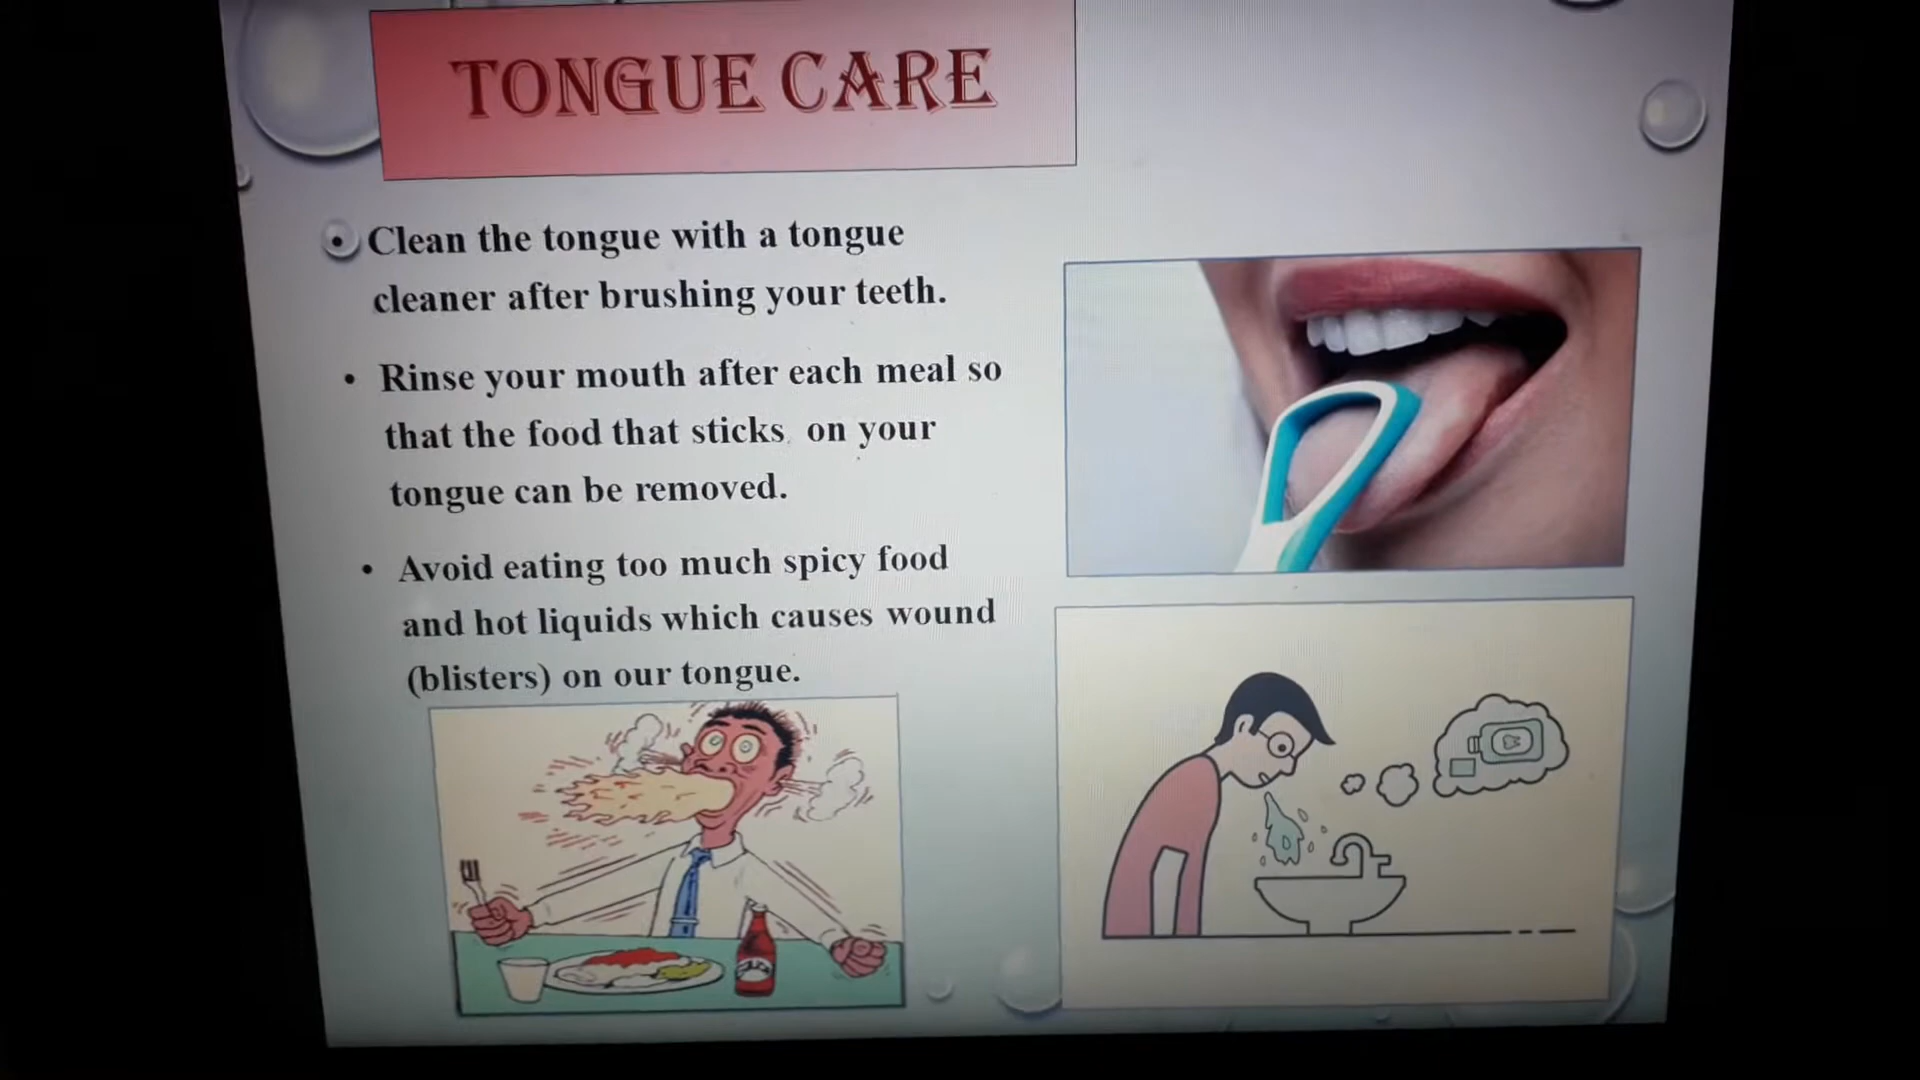 TONGUE CARE
• Clean the tongue with a tongue
cleaner after brushing your teeth.
• Rinse your mouth after each meal so
that the food that sticks on your
tongue can be removed.
• Avoid eating too much spicy food
and hot liquids which causes wound
(blisters) on our tongue.